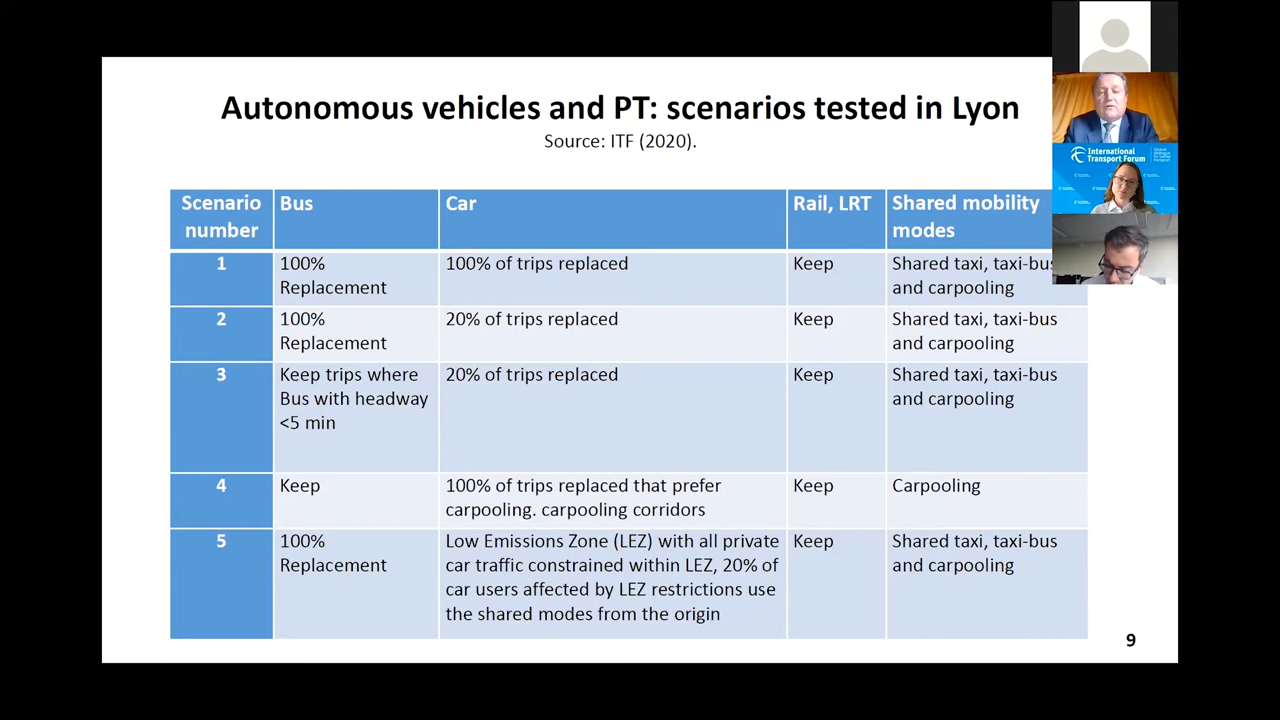 Autonomous vehicles and PT: scenarios tested in Lyon
Source: ITF (2020).
Scenario number
Bus
Car
Rail, LRT
Shared mobility modes
1
100%
Replacement
100% of trips replaced
Keep
Shared taxi, taxi-bus
and carpooling
2
100%
Replacement
20% of trips replaced
Keep
Shared taxi, taxi-bus
and carpooling
3
Keep trips where
Bus with headway
<5 min
20% of trips replaced
Keep
Shared taxi, taxi-bus
and carpooling
4
Keep
100% of trips replaced that prefer
carpooling. carpooling corridors
Keep
Carpooling
5
100%
Replacement
Low Emissions Zone (LEZ) with all private
car traffic constrained within LEZ, 20% of
car users affected by LEZ restrictions use
the shared modes from the origin
Keep
Shared taxi, taxi-bus
and carpooling
9
International
Transport Forum